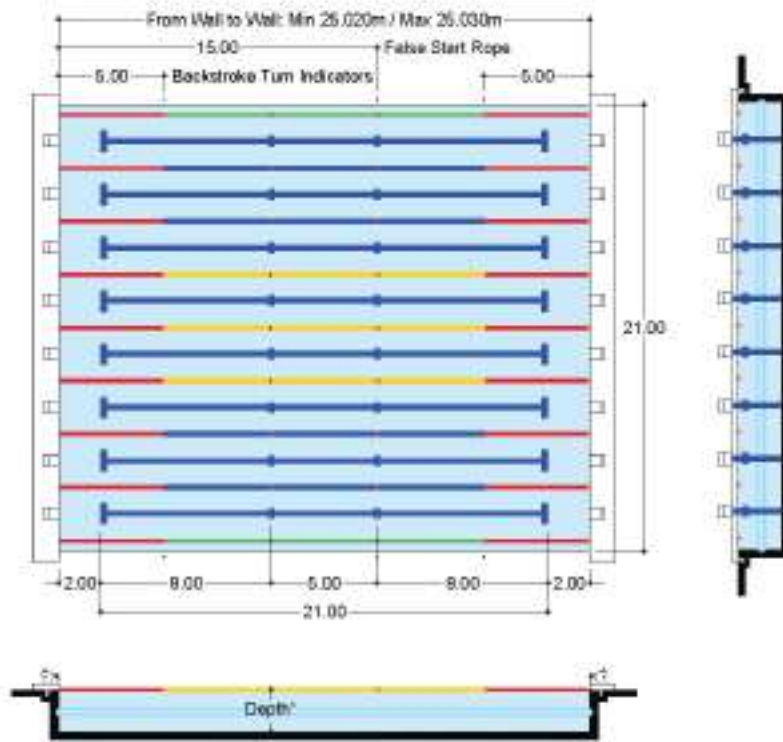 From Wall to Wall: Min 25.020m / Max 25.030m
15.00 False Start Rope
5.00 Backstroke Turn Indicators 5.00
21.00
2.00 8.00 5.00 8.00 2.00
21.00
Depth*